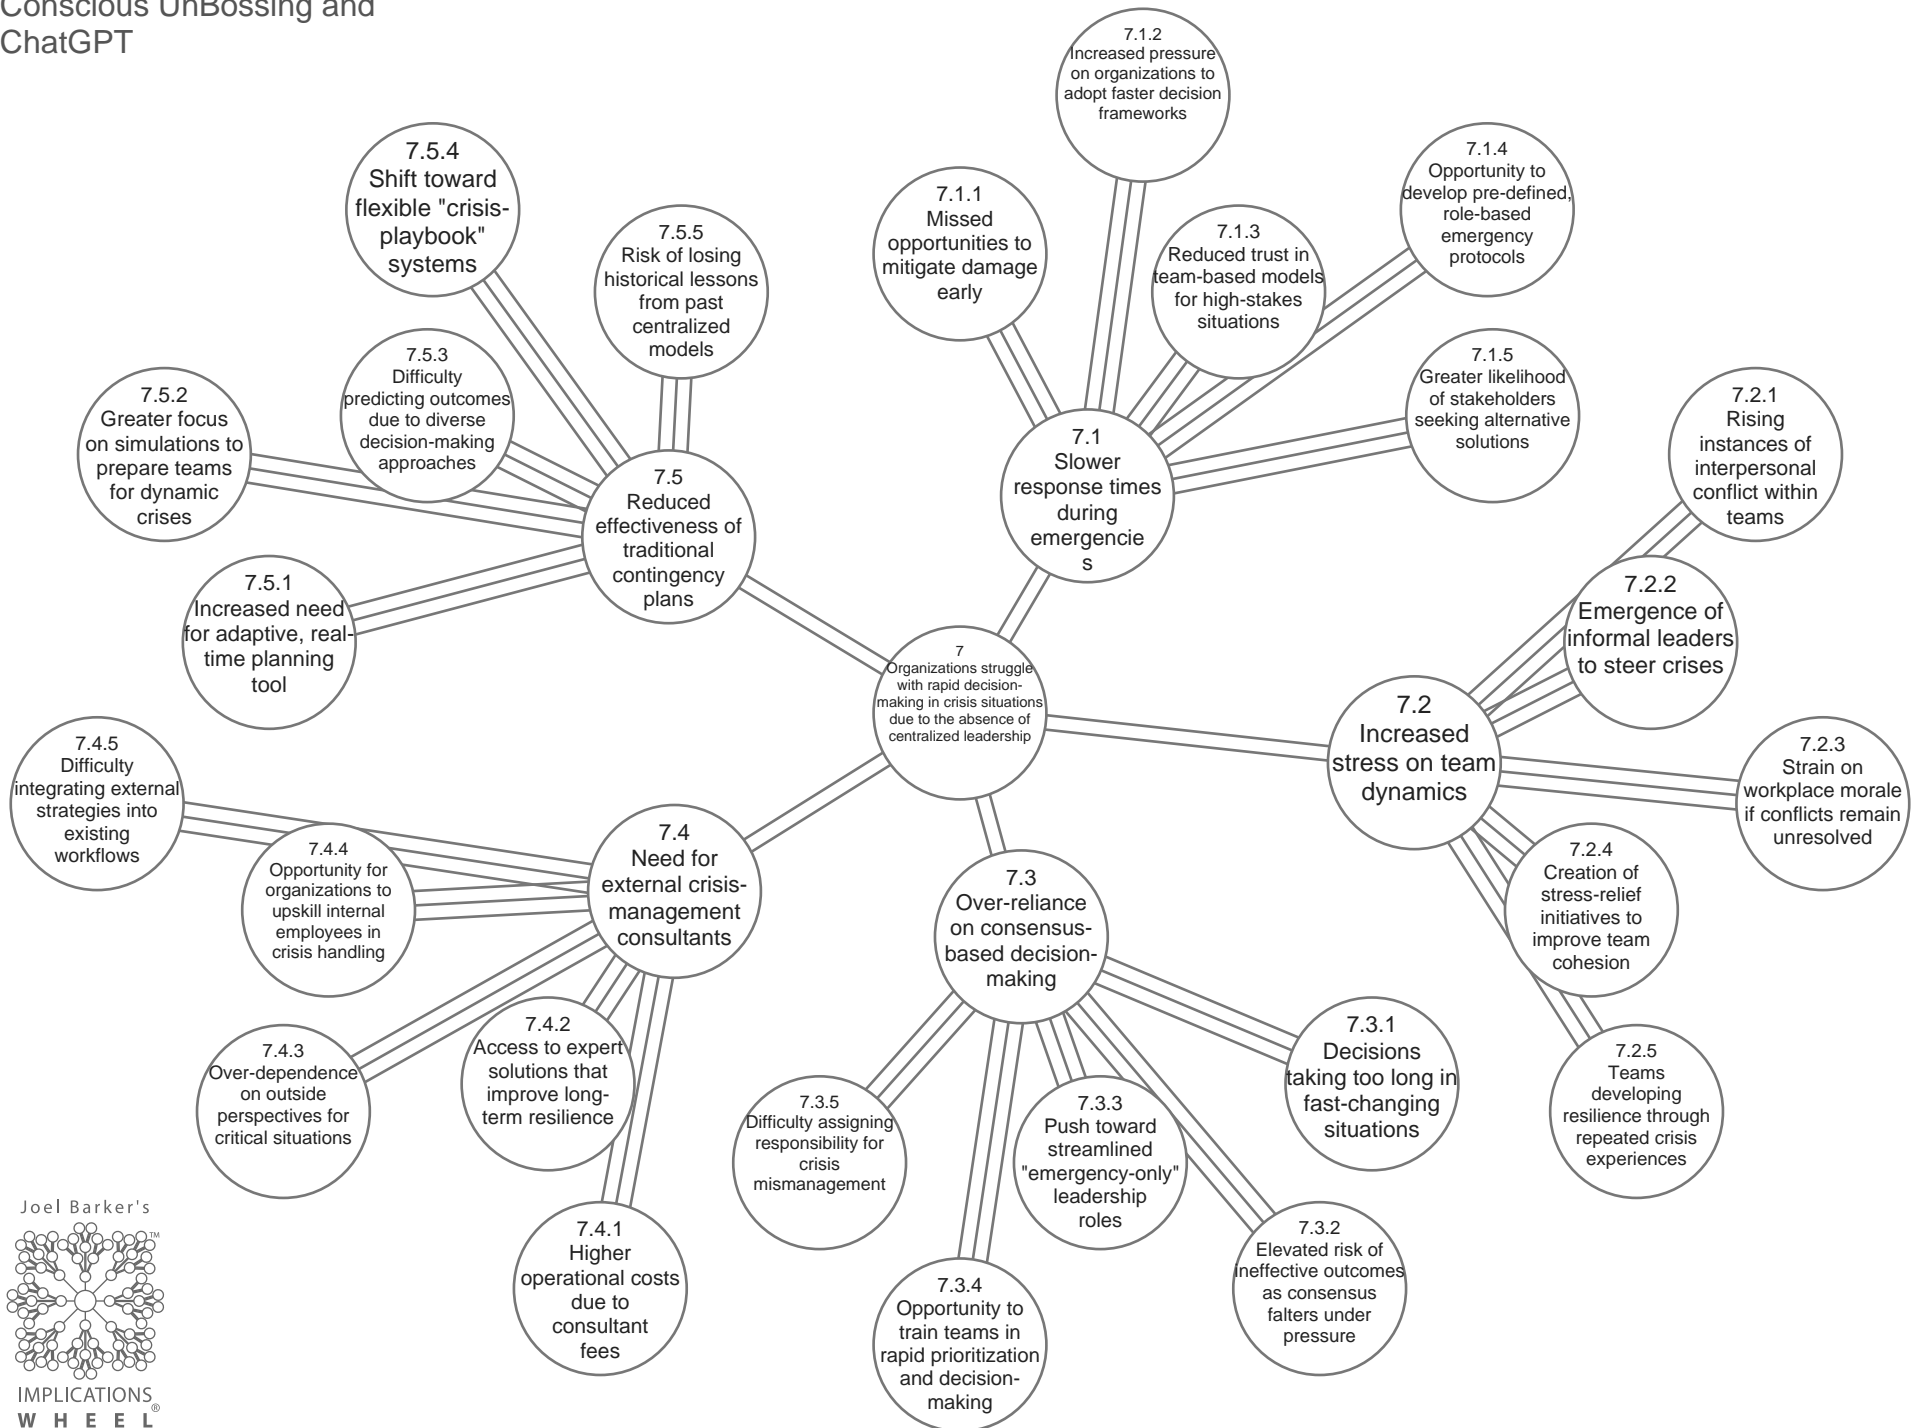 Conscious UnBossing and
ChatGPT
7.1.2
Increased pressure
on organizations to
adopt faster decision
frameworks
7.5.4
Shift toward
flexible "crisis-
playbook"
systems
7.1.4
Opportunity to
develop pre-defined,
role-based
emergency
protocols
7.1.1
Missed
opportunities to
mitigate damage
early
7.5.5
Risk of losing
historical lessons
from past
centralized
models
7.1.3
Reduced trust in
team-based models
for high-stakes
situations
7.5.3
Difficulty
predicting outcomes
due to diverse
decision-making
approaches
7.1.5
Greater likelihood
of stakeholders
seeking alternative
solutions
7.5.2
Greater focus
on simulations to
prepare teams
for dynamic
crises
7.2.1
Rising
instances of
interpersonal
conflict within
teams
7.1
Slower
response times
during
emergencie
s
7.5
Reduced
effectiveness of
traditional
contingency
plans
7.5.1
Increased need
for adaptive, real-
time planning
tool
7.2.2
Emergence of
informal leaders
to steer crises
7
Organizations struggle
with rapid decision-
making in crisis situations
due to the absence of
centralized leadership
7.2
Increased
stress on team
dynamics
7.4.5
Difficulty
integrating external
strategies into
existing
workflows
7.2.3
Strain on
workplace morale
if conflicts remain
unresolved
7.4
Need for
external crisis-
management
consultants
7.4.4
Opportunity for
organizations to
upskill internal
employees in
crisis handling
7.2.4
Creation of
stress-relief
initiatives to
improve team
cohesion
7.3
Over-reliance
on consensus-
based decision-
making
7.4.2
Access to expert
solutions that
improve long-
term resilience
7.3.1
Decisions
taking too long in
fast-changing
situations
7.4.3
Over-dependence
on outside
perspectives for
critical situations
7.2.5
Teams
developing
resilience through
repeated crisis
experiences
7.3.5
Difficulty assigning
responsibility for
crisis
mismanagement
7.3.3
Push toward
streamlined
"emergency-only"
leadership
roles
7.4.1
Higher
operational costs
due to
consultant
fees
7.3.2
Elevated risk of
ineffective outcomes
as consensus
falters under
pressure
7.3.4
Opportunity to
train teams in
rapid prioritization
and decision-
making
Joel Barker's
TM
IMPLICATIONS
WHEEL®